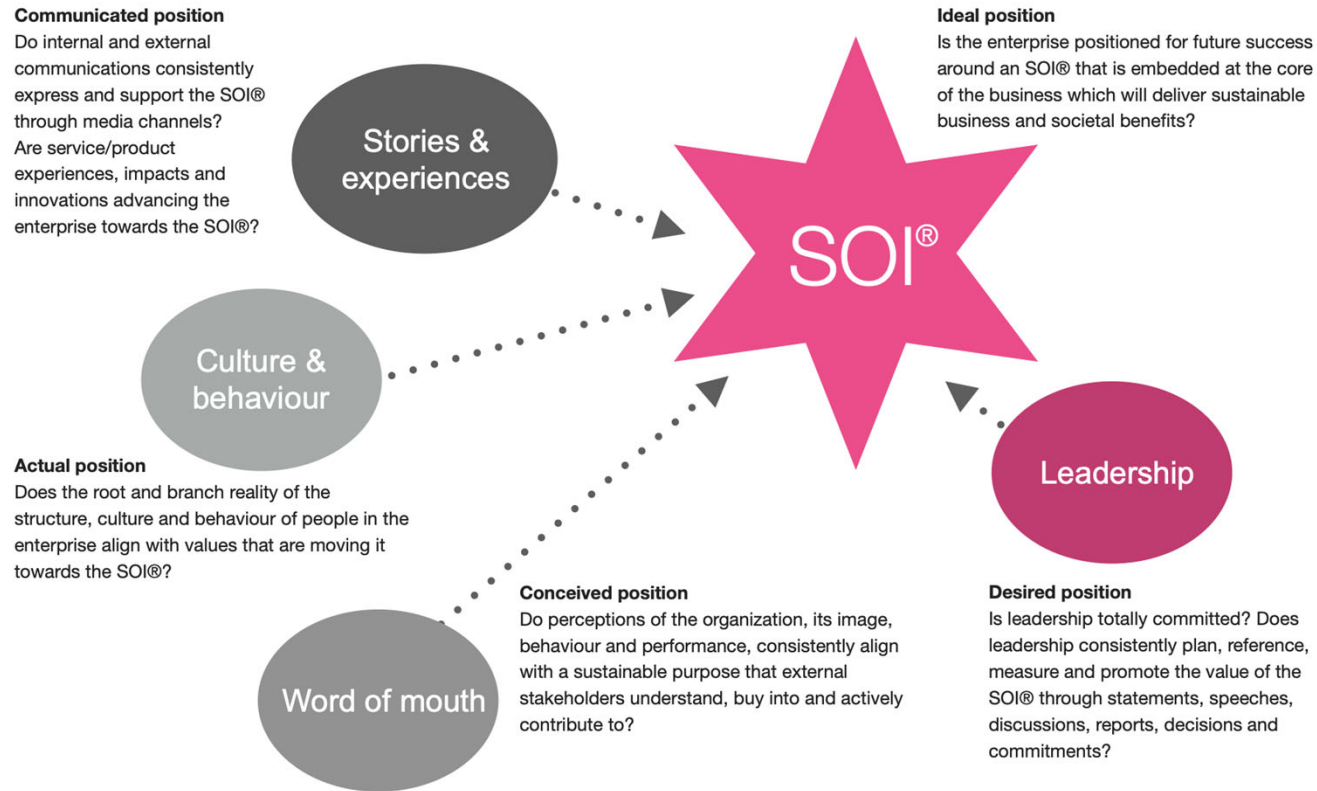 Communicated position
Do internal and external
communications consistently
express and support the SOI®
through media channels?
Are service/product
experiences, impacts and
innovations advancing the
enterprise towards the SOI®?
Stories &
experiences
Ideal position
Is the enterprise positioned for future success
around an SOI® that is embedded at the core
of the business which will deliver sustainable
business and societal benefits?
SOI®
Culture &
behaviour
Actual position
Does the root and branch reality of the
structure, culture and behaviour of people in the
enterprise align with values that are moving it
towards the SOI®?
Leadership
Word of mouth
Conceived position
Do perceptions of the organization, its image,
behaviour and performance, consistently align
with a sustainable purpose that external
stakeholders understand, buy into and actively
contribute to?
Desired position
Is leadership totally committed? Does
leadership consistently plan, reference,
measure and promote the value of the
SOI® through statements, speeches,
discussions, reports, decisions and
commitments?